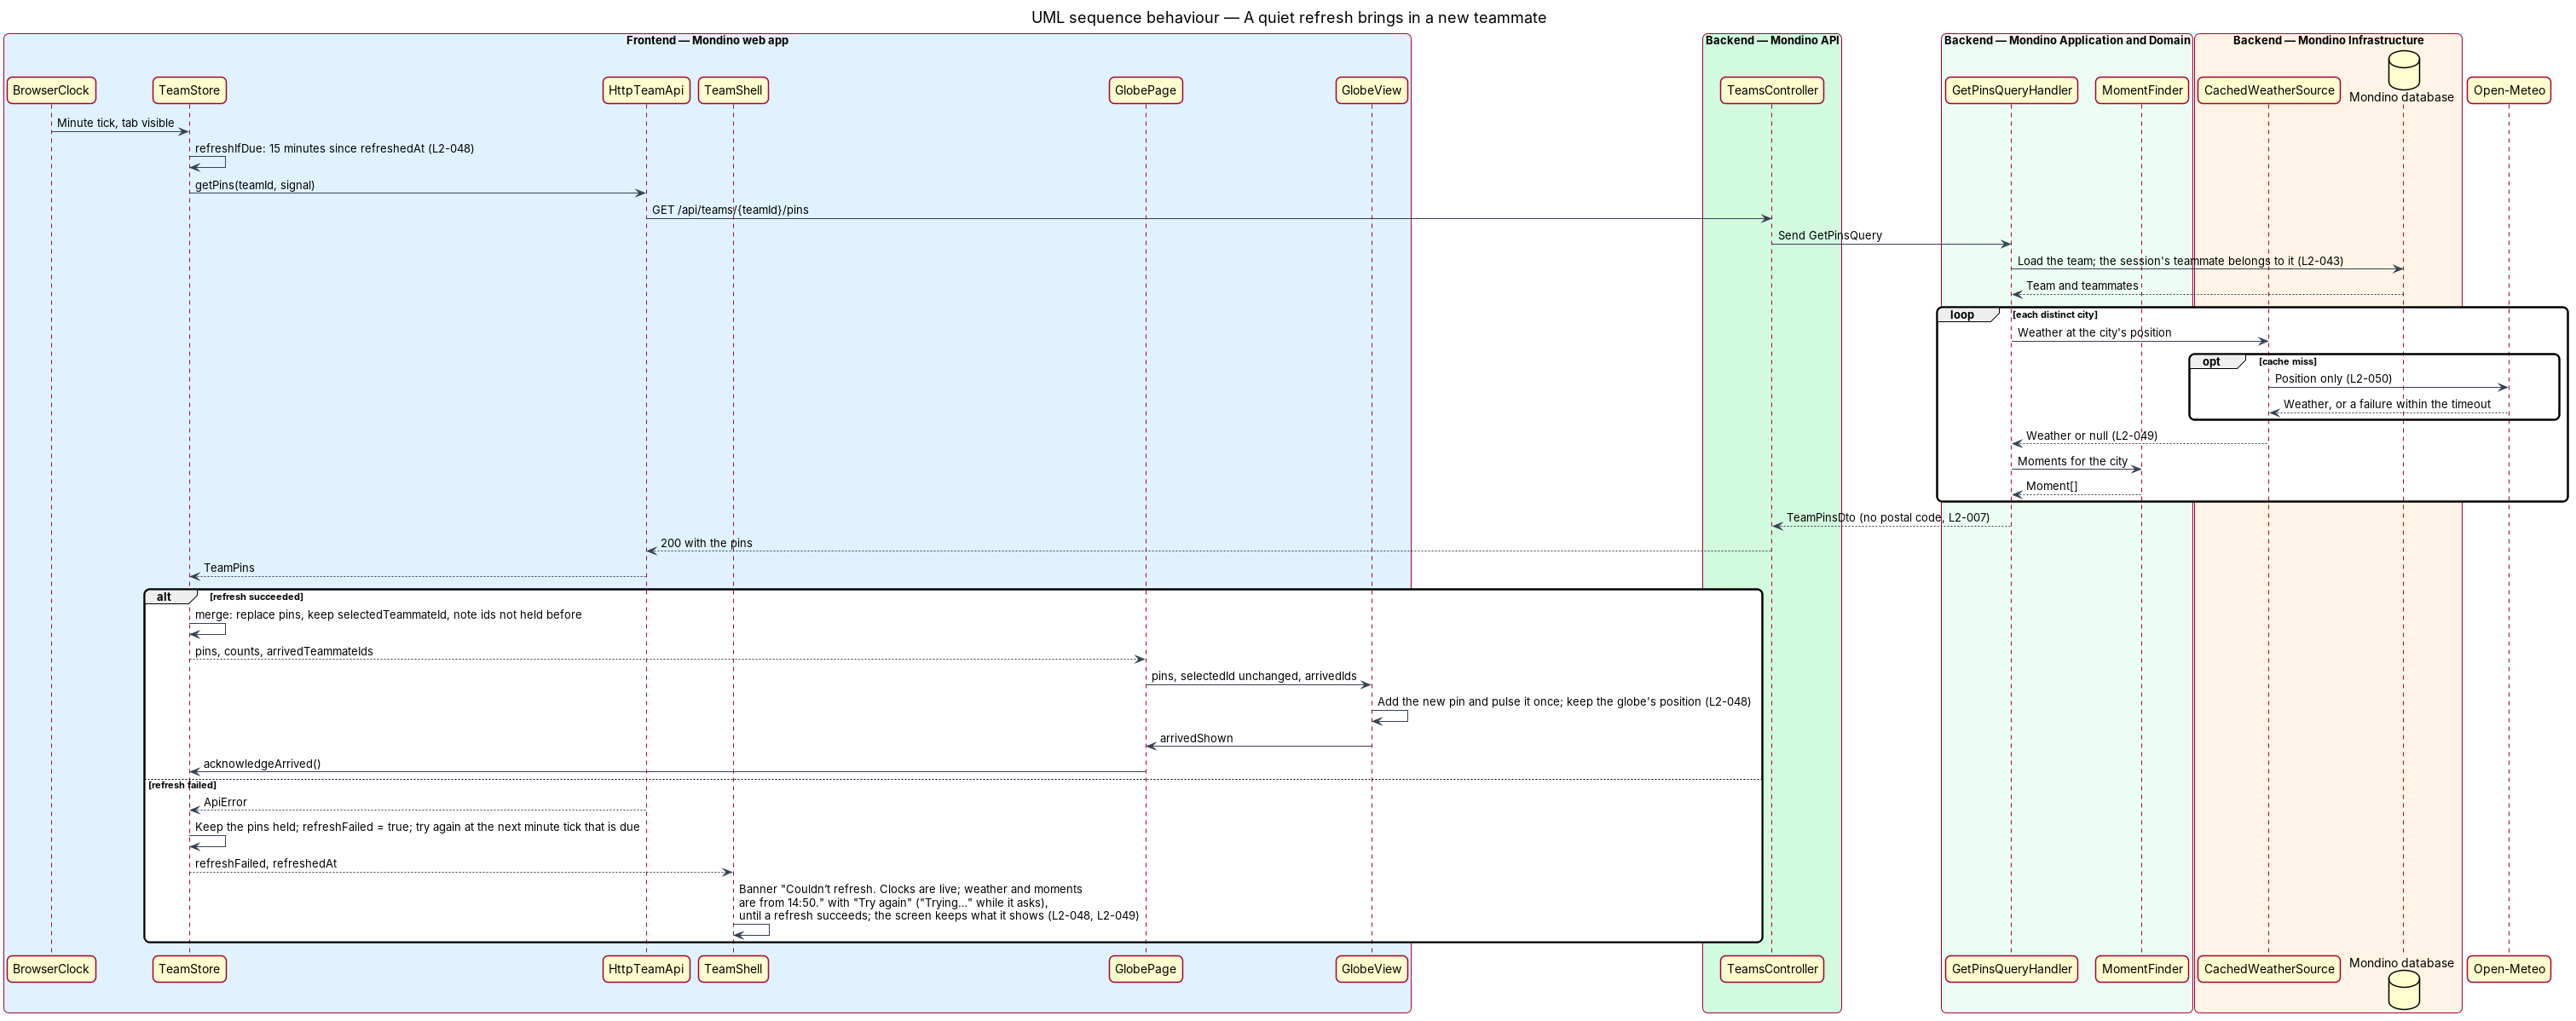 UML sequence behaviour — A quiet refresh brings in a new teammate
Frontend — Mondino web app
Backend — Mondino API
Backend — Mondino Application and Domain
Backend — Mondino Infrastructure
BrowserClock
TeamStore
HttpTeamApi
TeamShell
GlobePage
GlobeView
TeamsController
GetPinsQueryHandler
MomentFinder
CachedWeatherSource
Mondino database
Open-Meteo
Minute tick, tab visible
refreshIfDue: 15 minutes since refreshedAt (L2-048)
getPins(teamId, signal)
GET /api/teams/{teamId}/pins
Send GetPinsQuery
Load the team; the session's teammate belongs to it (L2-043)
Team and teammates
loop
[each distinct city]
Weather at the city's position
opt
[cache miss]
Position only (L2-050)
Weather, or a failure within the timeout
Weather or null (L2-049)
Moments for the city
Moment[]
TeamPinsDto (no postal code, L2-007)
200 with the pins
TeamPins
alt
[refresh succeeded]
merge: replace pins, keep selectedTeammateId, note ids not held before
pins, counts, arrivedTeammateIds
pins, selectedId unchanged, arrivedIds
Add the new pin and pulse it once; keep the globe's position (L2-048)
arrivedShown
acknowledgeArrived()
[refresh failed]
ApiError
Keep the pins held; refreshFailed = true; try again at the next minute tick that is due
refreshFailed, refreshedAt
Banner "Couldn't refresh. Clocks are live; weather and moments
are from 14:50." with "Try again" ("Trying…" while it asks),
until a refresh succeeds; the screen keeps what it shows (L2-048, L2-049)
BrowserClock
TeamStore
HttpTeamApi
TeamShell
GlobePage
GlobeView
TeamsController
GetPinsQueryHandler
MomentFinder
CachedWeatherSource
Mondino database
Open-Meteo